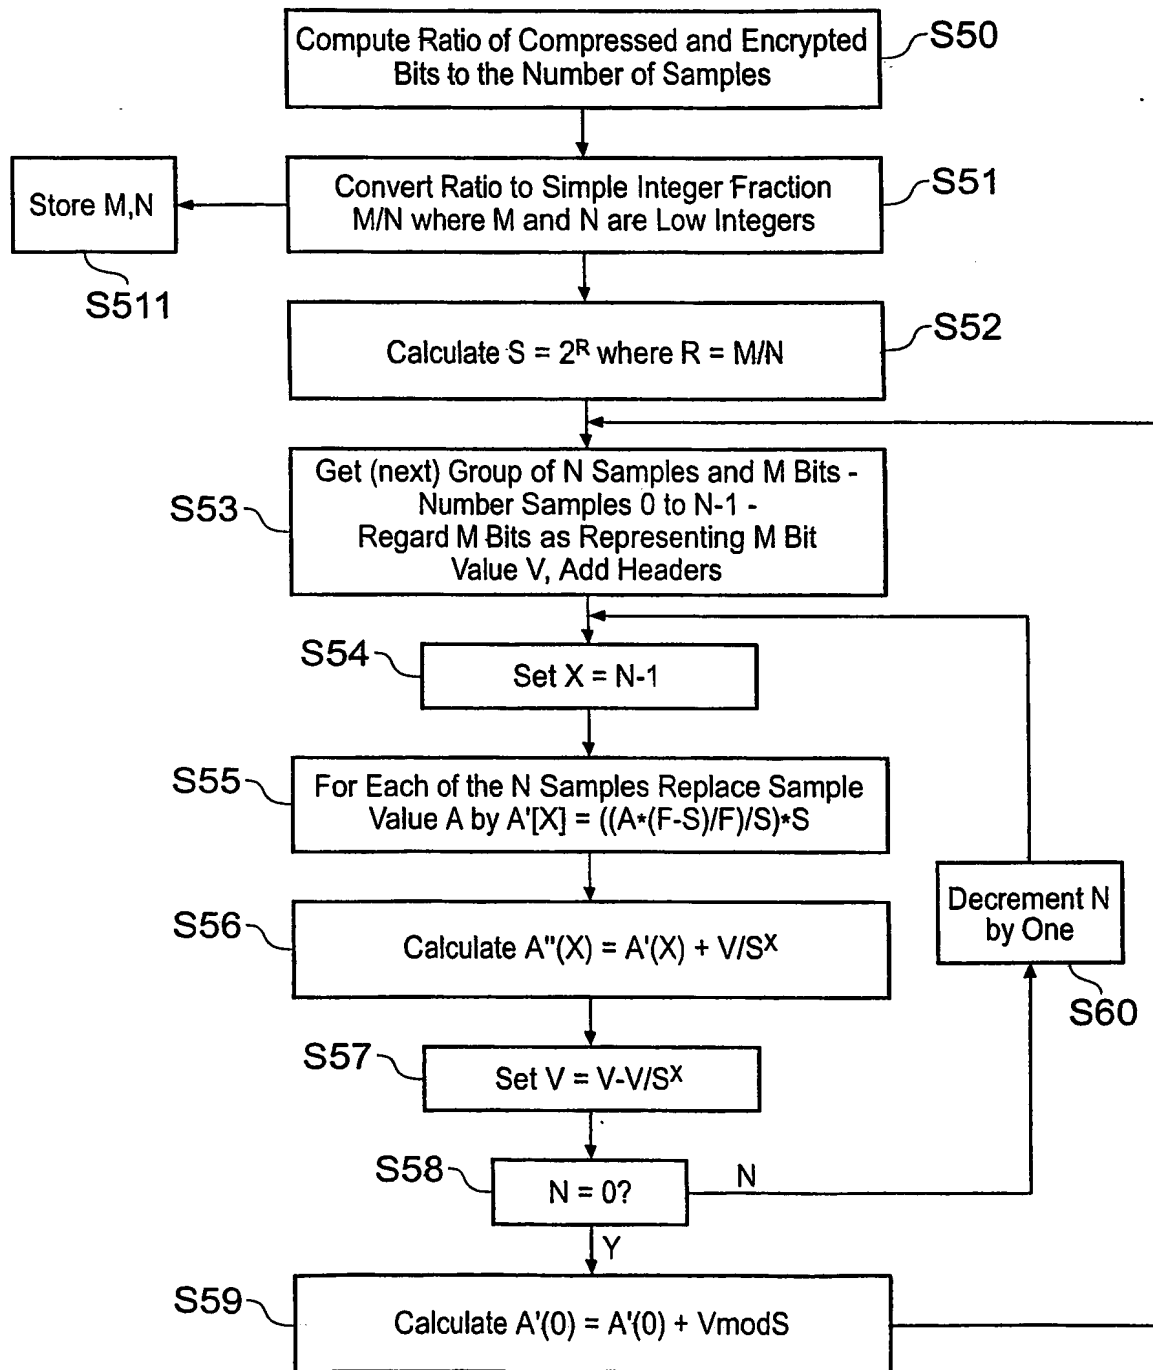 Compute Ratio of Compressed and Encrypted
Bits to the Number of Samples
S50
Convert Ratio to Simple Integer Fraction
M/N where M and N are Low Integers
S51
Store M,N
S511
Calculate S = 2^R where R = M/N
S52
Get (next) Group of N Samples and M Bits -
Number Samples 0 to N-1 -
Regard M Bits as Representing M Bit
Value V, Add Headers
S53
S54
Set X = N-1
S55
For Each of the N Samples Replace Sample
Value A by A'[X] = ((A*(F-S)/F)/S)*S
S56
Calculate A"(X) = A'(X) + V/S^X
Decrement N
by One
S60
S57
Set V = V-V/S^X
S58
N = 0?
N
Y
S59
Calculate A'(0) = A'(0) + VmodS